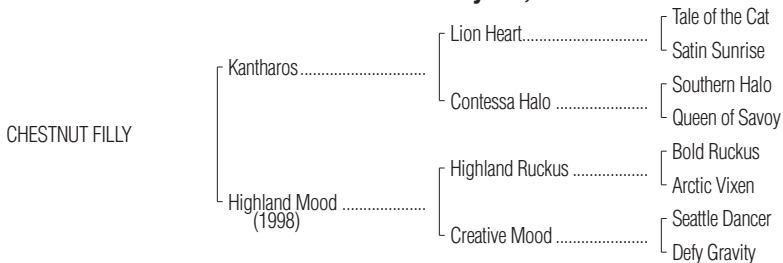 Tale of the Cat
Lion Heart
Satin Sunrise
Kantharos
Southern Halo
Contessa Halo
Queen of Savoy
CHESTNUT FILLY
Bold Ruckus
Highland Ruckus
Arctic Vixen
Highland Mood
(1998)
Seattle Dancer
Creative Mood
Defy Gravity